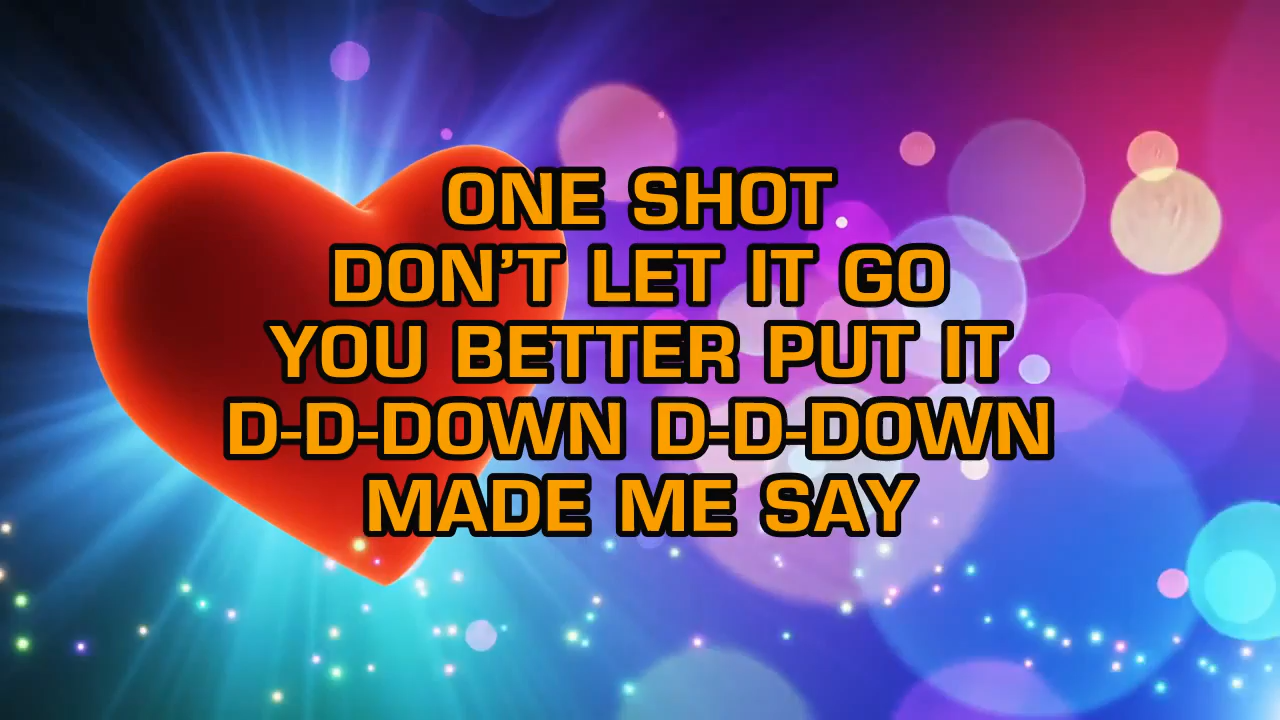 ONE SHOT
DON'T LET IT GO
YOU BETTER PUT IT
D-D-DOWN D-D-DOWN
MADE ME SAY